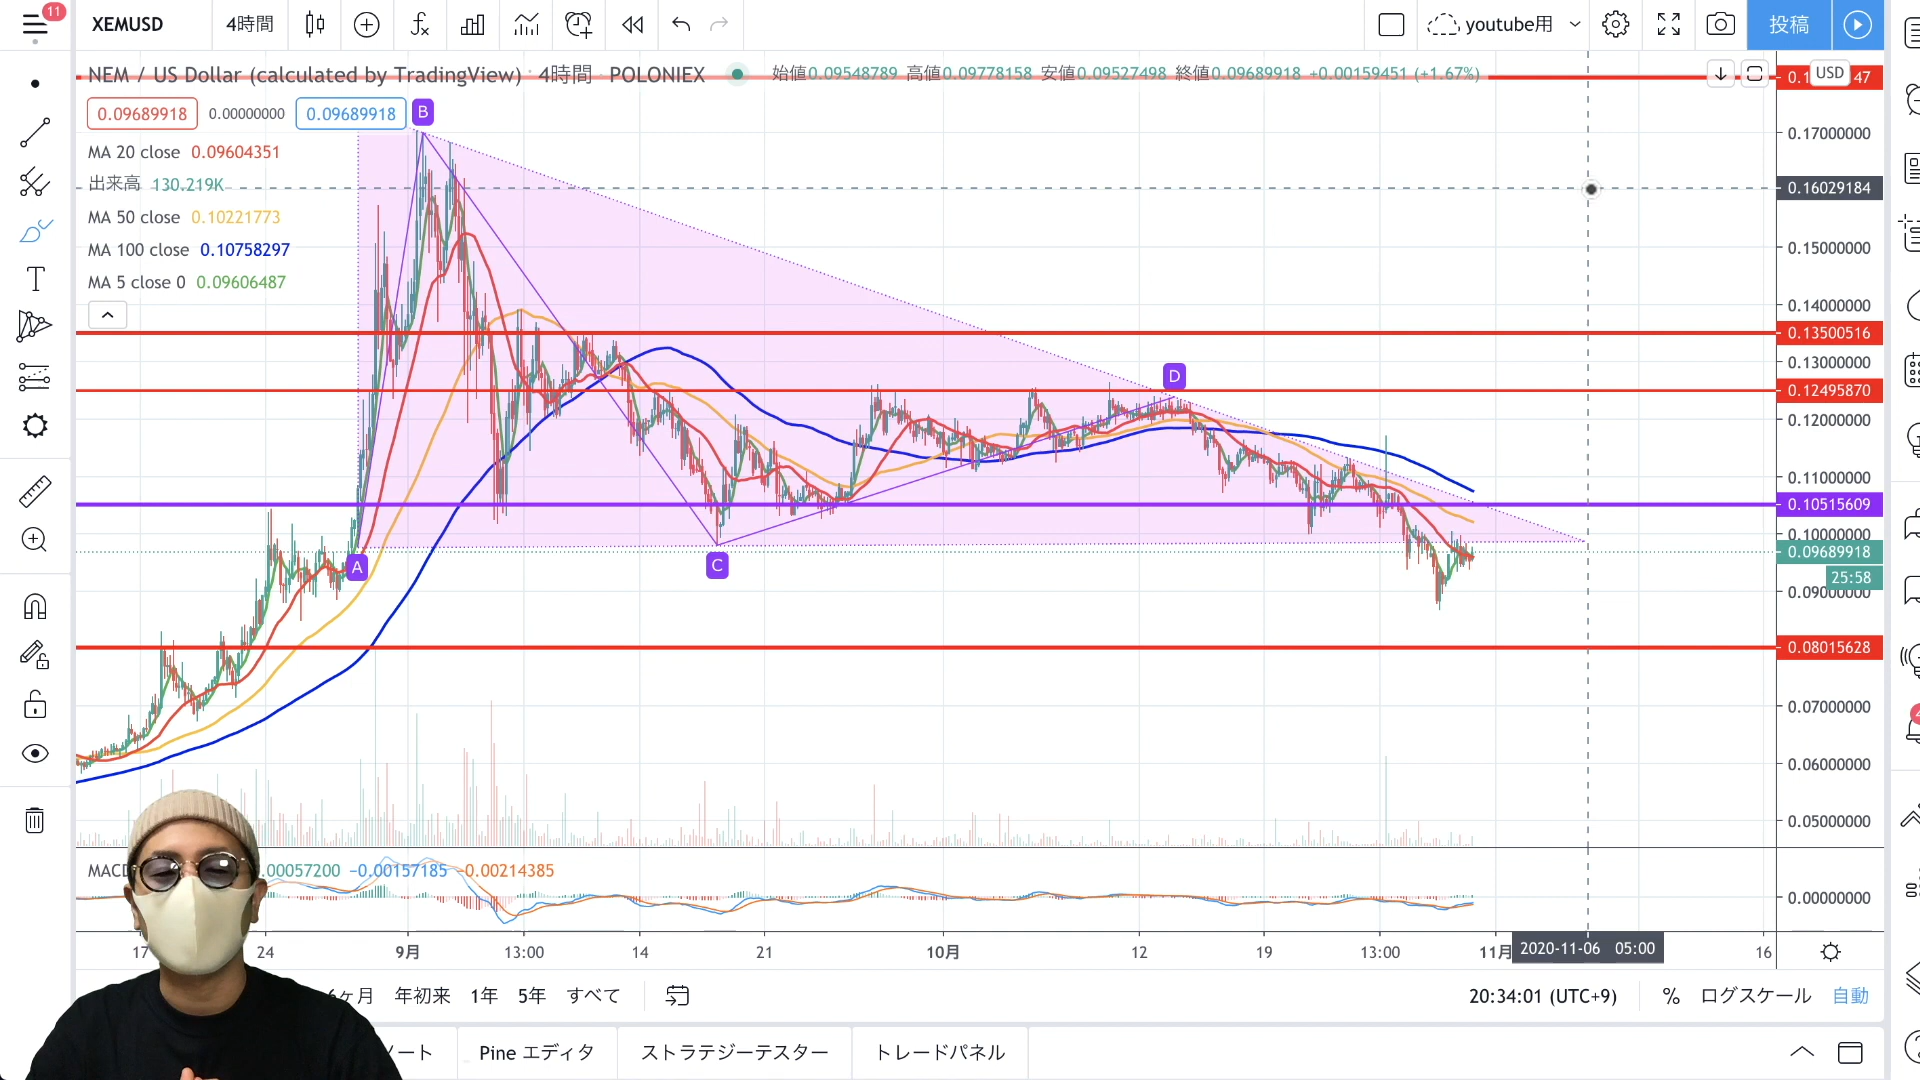 11
XEMUSD
4時間
youtube用
投稿
NEM / US Dollar (calculated by TradingView) · 4時間 · POLONIEX
始値0.09548789 高値0.09778158 安値0.09527498 終値0.09689918 +0.00159451 (+1.67%)
USD
47
0.09689918
0.00000000
0.09689918
B
MA 20 close 0.09604351
出来高 130.219K
MA 50 close 0.10221773
MA 100 close 0.10758297
MA 5 close 0 0.09606487
D
A
C
0.17000000
0.16029184
0.15000000
0.14000000
0.13500516
0.13000000
0.12495870
0.12000000
0.11000000
0.10515609
0.10000000
0.09689918
25:58
0.09000000
0.08015628
0.07000000
0.06000000
0.05000000
MACD
.00057200 −0.00157185 −0.00214385
0.00000000
17
24
9月
13:00
14
21
10月
12
19
13:00
11月
2020-11-06 05:00
16
ヶ月
年初来
1年
5年
すべて
20:34:01 (UTC+9)
%
ログスケール
自動
ノート
Pine エディタ
ストラテジーテスター
トレードパネル